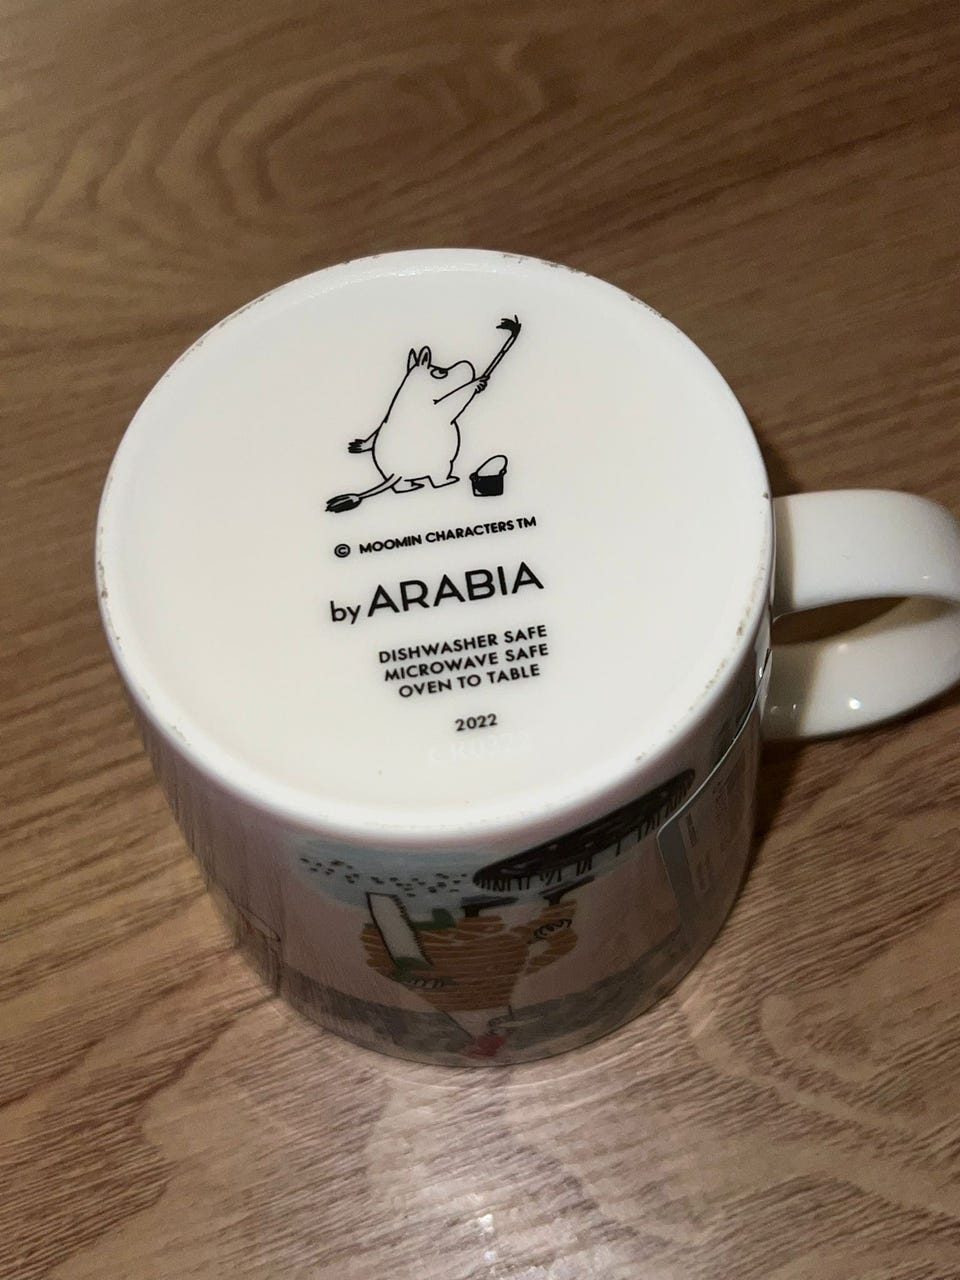 © MOOMIN CHARACTERS TM
by ARABIA
DISHWASHER SAFE
MICROWAVE SAFE
OVEN TO TABLE
2022